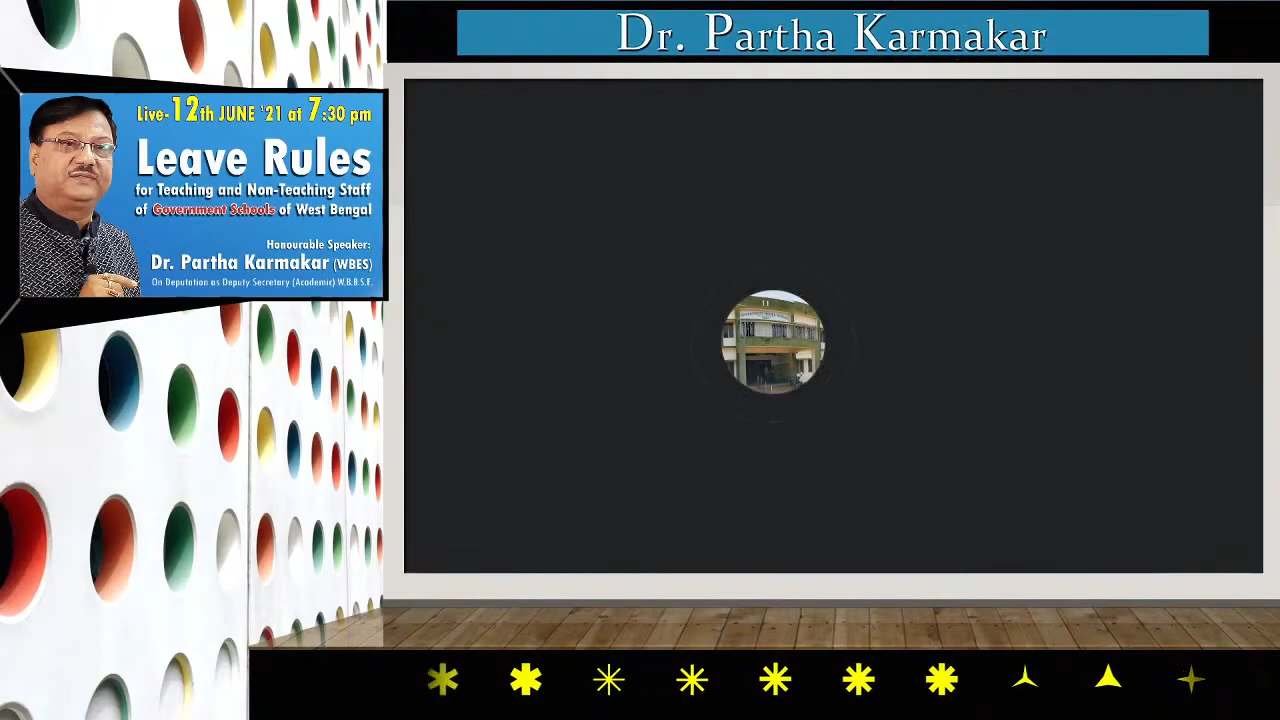 Dr. Partha Karmakar
Live-12th JUNE '21 at 7:30 pm
Leave Rules
for Teaching and Non-Teaching Staff
of Government Schools of West Bengal
Honourable Speaker:
Dr. Partha Karmakar (WBES)
On Deputation as Deputy Secretary (Academic) W.B.B.S.E.